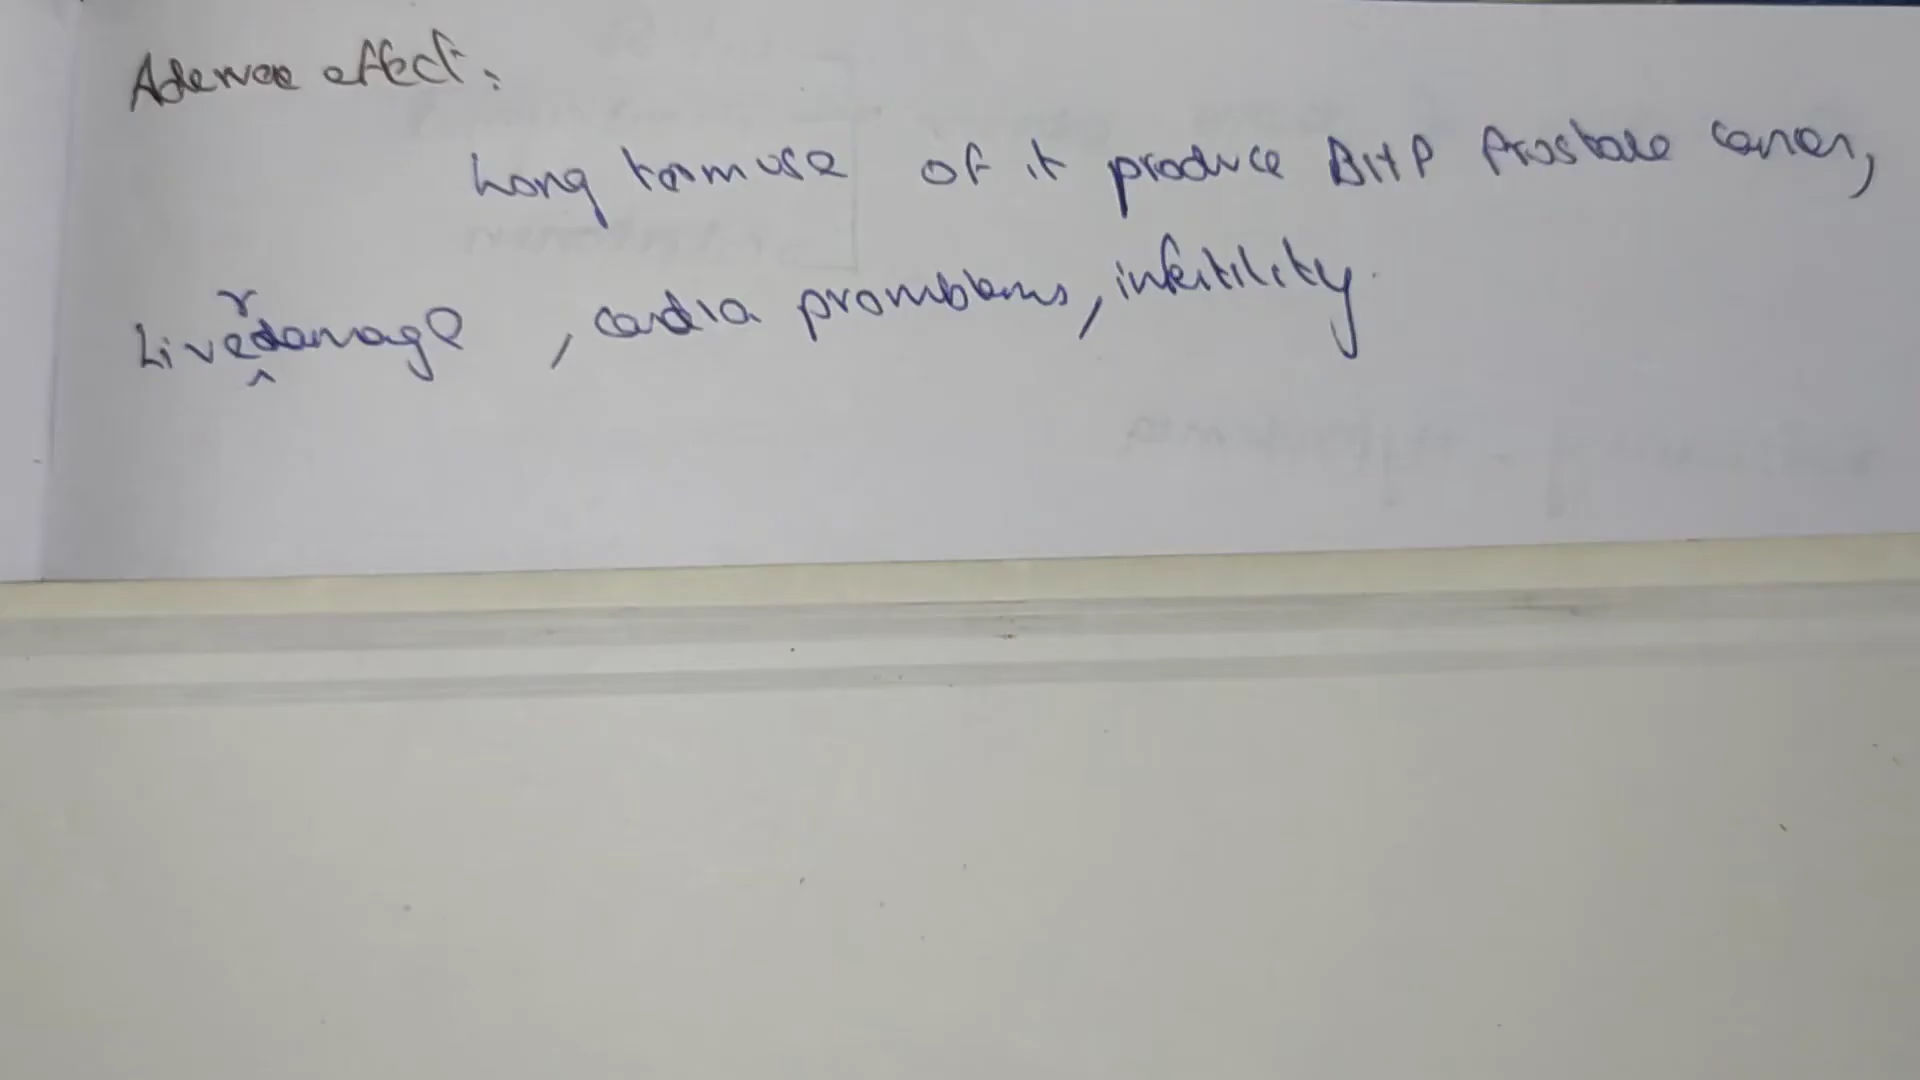 Adverse effect:
Long term use of it produce BHP Prostate cancer,
Liver damage, cardia promblems, infertility.